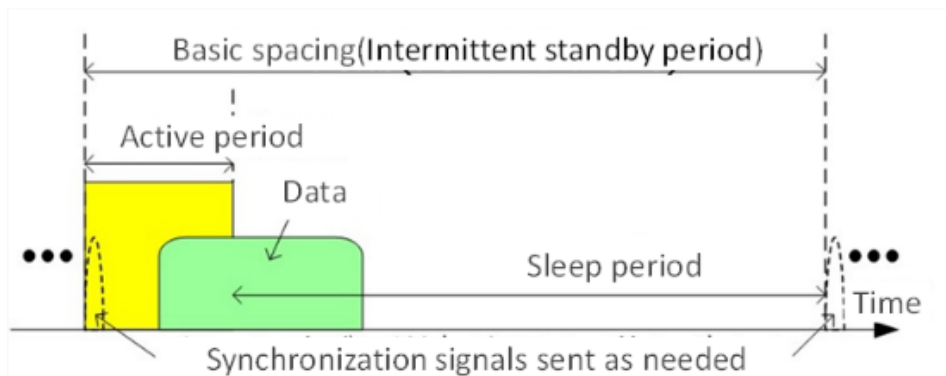 Basic spacing(Intermittent standby period)
Active period
Data
Sleep period
Time
Synchronization signals sent as needed